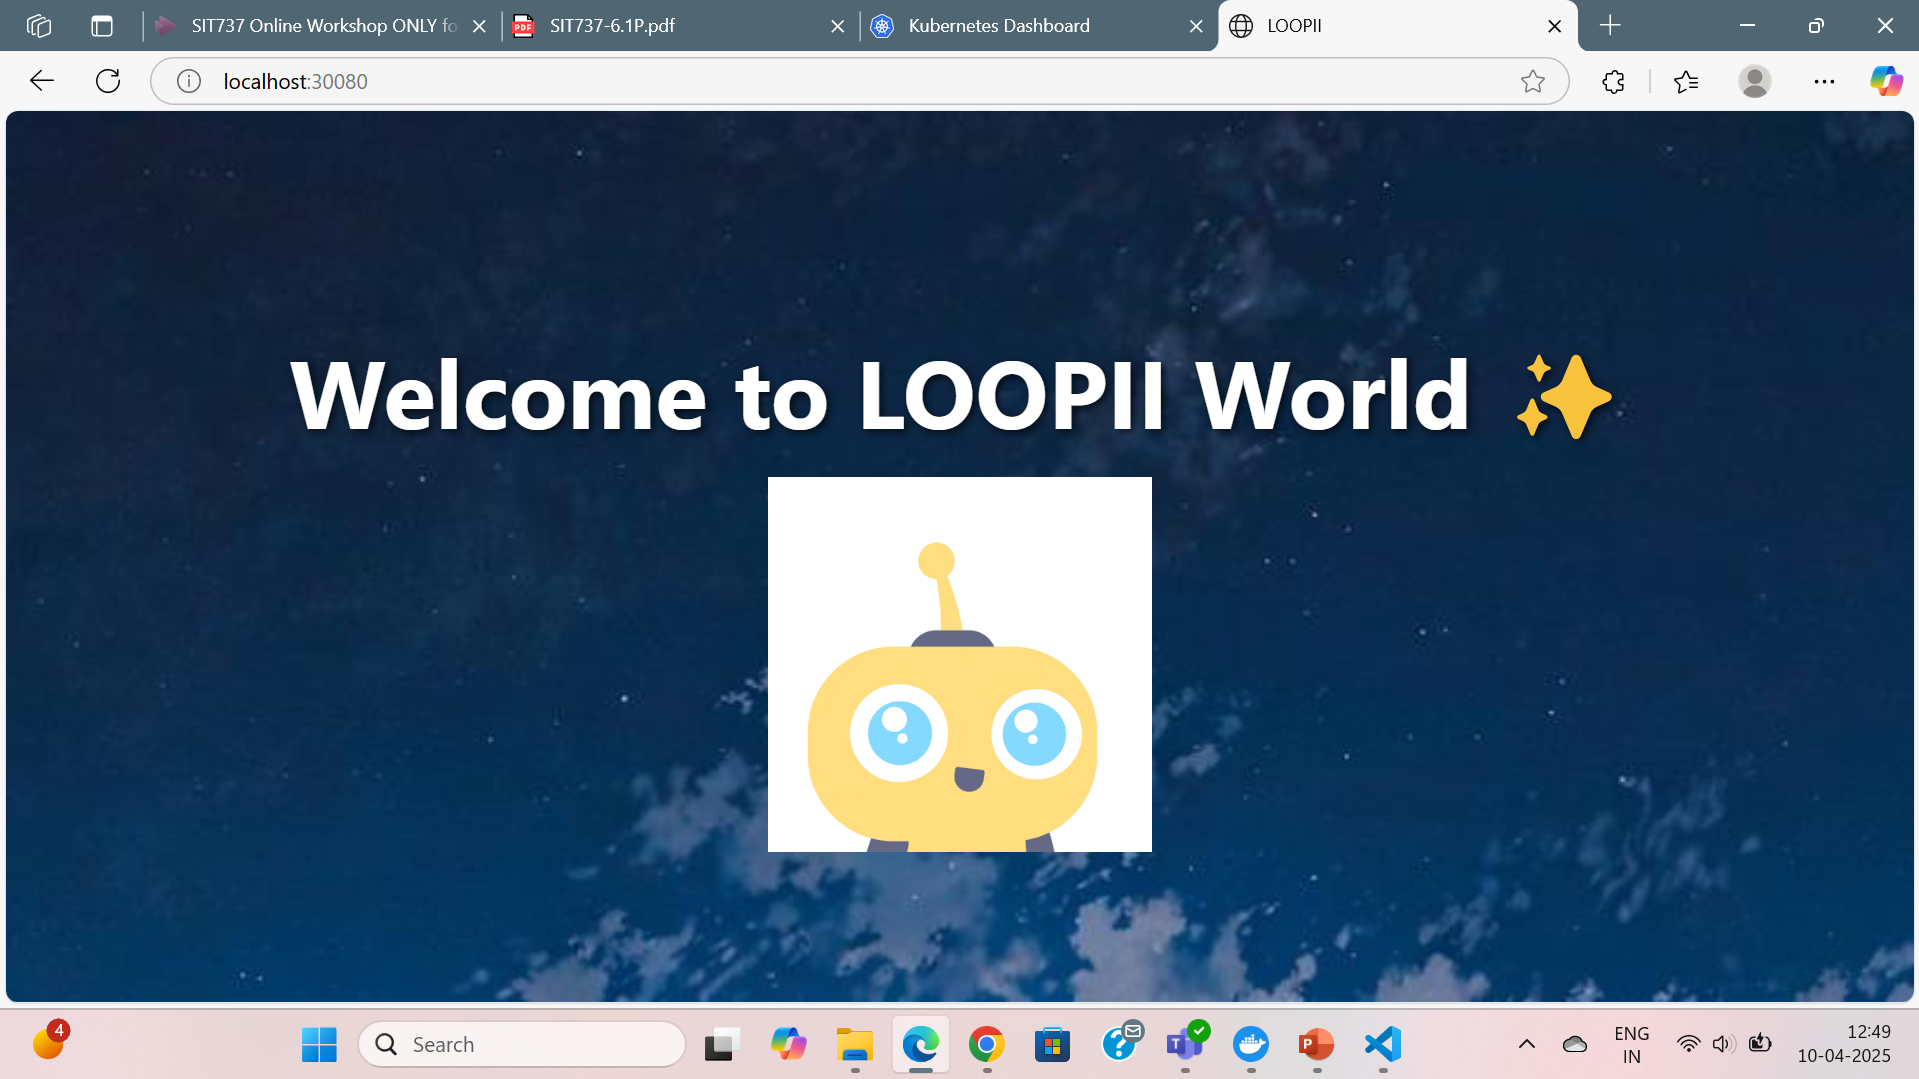 SIT737 Online Workshop ONLY fo
SIT737-6.1P.pdf
Kubernetes Dashboard
LOOPII
localhost:30080
Welcome to LOOPII World ✨
4
Search
ENG
IN
12:49
10-04-2025